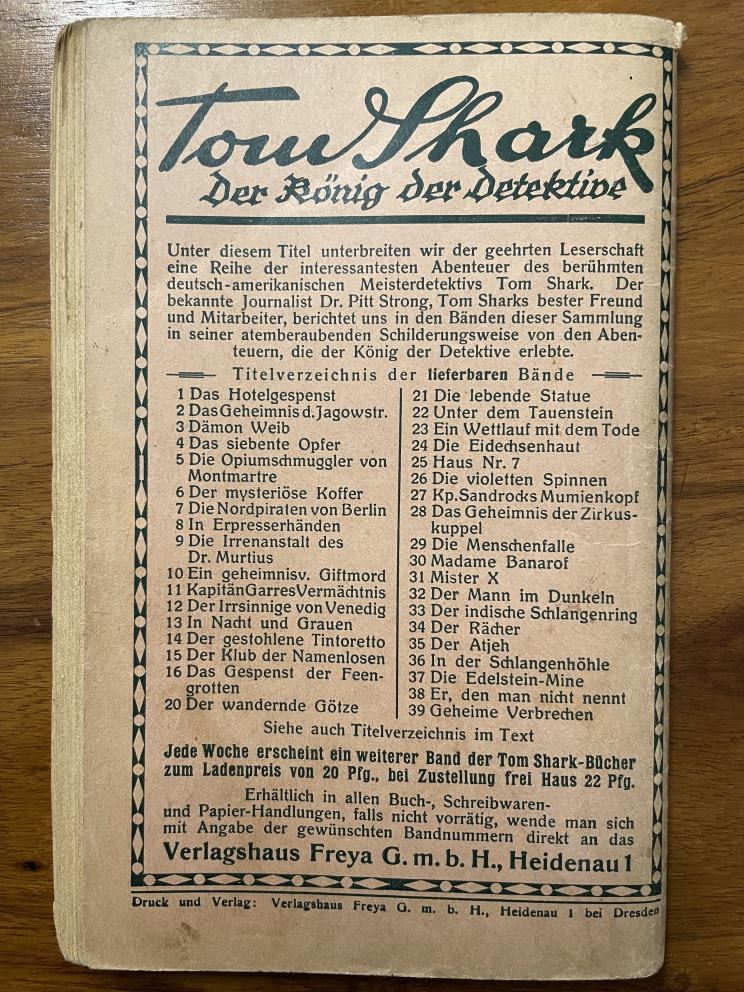 Tom Shark
Der König der Detektive
Unter diesem Titel unterbreiten wir der geehrten Leserschaft
eine Reihe der interessantesten Abenteuer des berühmten
deutsch-amerikanischen Meisterdetektivs Tom Shark. Der
bekannte Journalist Dr. Pitt Strong, Tom Sharks bester Freund
und Mitarbeiter, berichtet uns in den Bänden dieser Sammlung
in seiner atemberaubenden Schilderungsweise von den Aben-
teuern, die der König der Detektive erlebte.
Titelverzeichnis der lieferbaren Bände
1 Das Hotelgespenst
2 Das Geheimnis d. Jagowstr.
3 Dämon Weib
4 Das siebente Opfer
5 Die Opiumschmuggler von
Montmartre
6 Der mysteriöse Koffer
7 Die Nordpiraten von Berlin
8 In Erpresserhänden
9 Die Irrenanstalt des
Dr. Murtius
10 Ein geheimnisv. Giftmord
11 Kapitän Garres Vermächtnis
12 Der Irrsinnige von Venedig
13 In Nacht und Grauen
14 Der gestohlene Tintoretto
15 Der Klub der Namenlosen
16 Das Gespenst der Feen-
grotten
20 Der wandernde Götze
21 Die lebende Statue
22 Unter dem Tauenstein
23 Ein Wettlauf mit dem Tode
24 Die Eidechsenhaut
25 Haus Nr. 7
26 Die violetten Spinnen
27 Kp. Sandrocks Mumienkopf
28 Das Geheimnis der Zirkus-
kuppel
29 Die Menschenfalle
30 Madame Banarof
31 Mister X
32 Der Mann im Dunkeln
33 Der indische Schlangenring
34 Der Rächer
35 Der Atjeh
36 In der Schlangenhöhle
37 Die Edelstein-Mine
38 Er, den man nicht nennt
39 Geheime Verbrechen
Siehe auch Titelverzeichnis im Text
Jede Woche erscheint ein weiterer Band der Tom Shark-Bücher
zum Ladenpreis von 20 Pfg., bei Zustellung frei Haus 22 Pfg.
Erhältlich in allen Buch-, Schreibwaren-
und Papier-Handlungen, falls nicht vorrätig, wende man sich
mit Angabe der gewünschten Bandnummern direkt an das
Verlagshaus Freya G. m. b. H., Heidenau 1
Druck und Verlag: Verlagshaus Freya G. m. b. H., Heidenau 1 bei Dresden